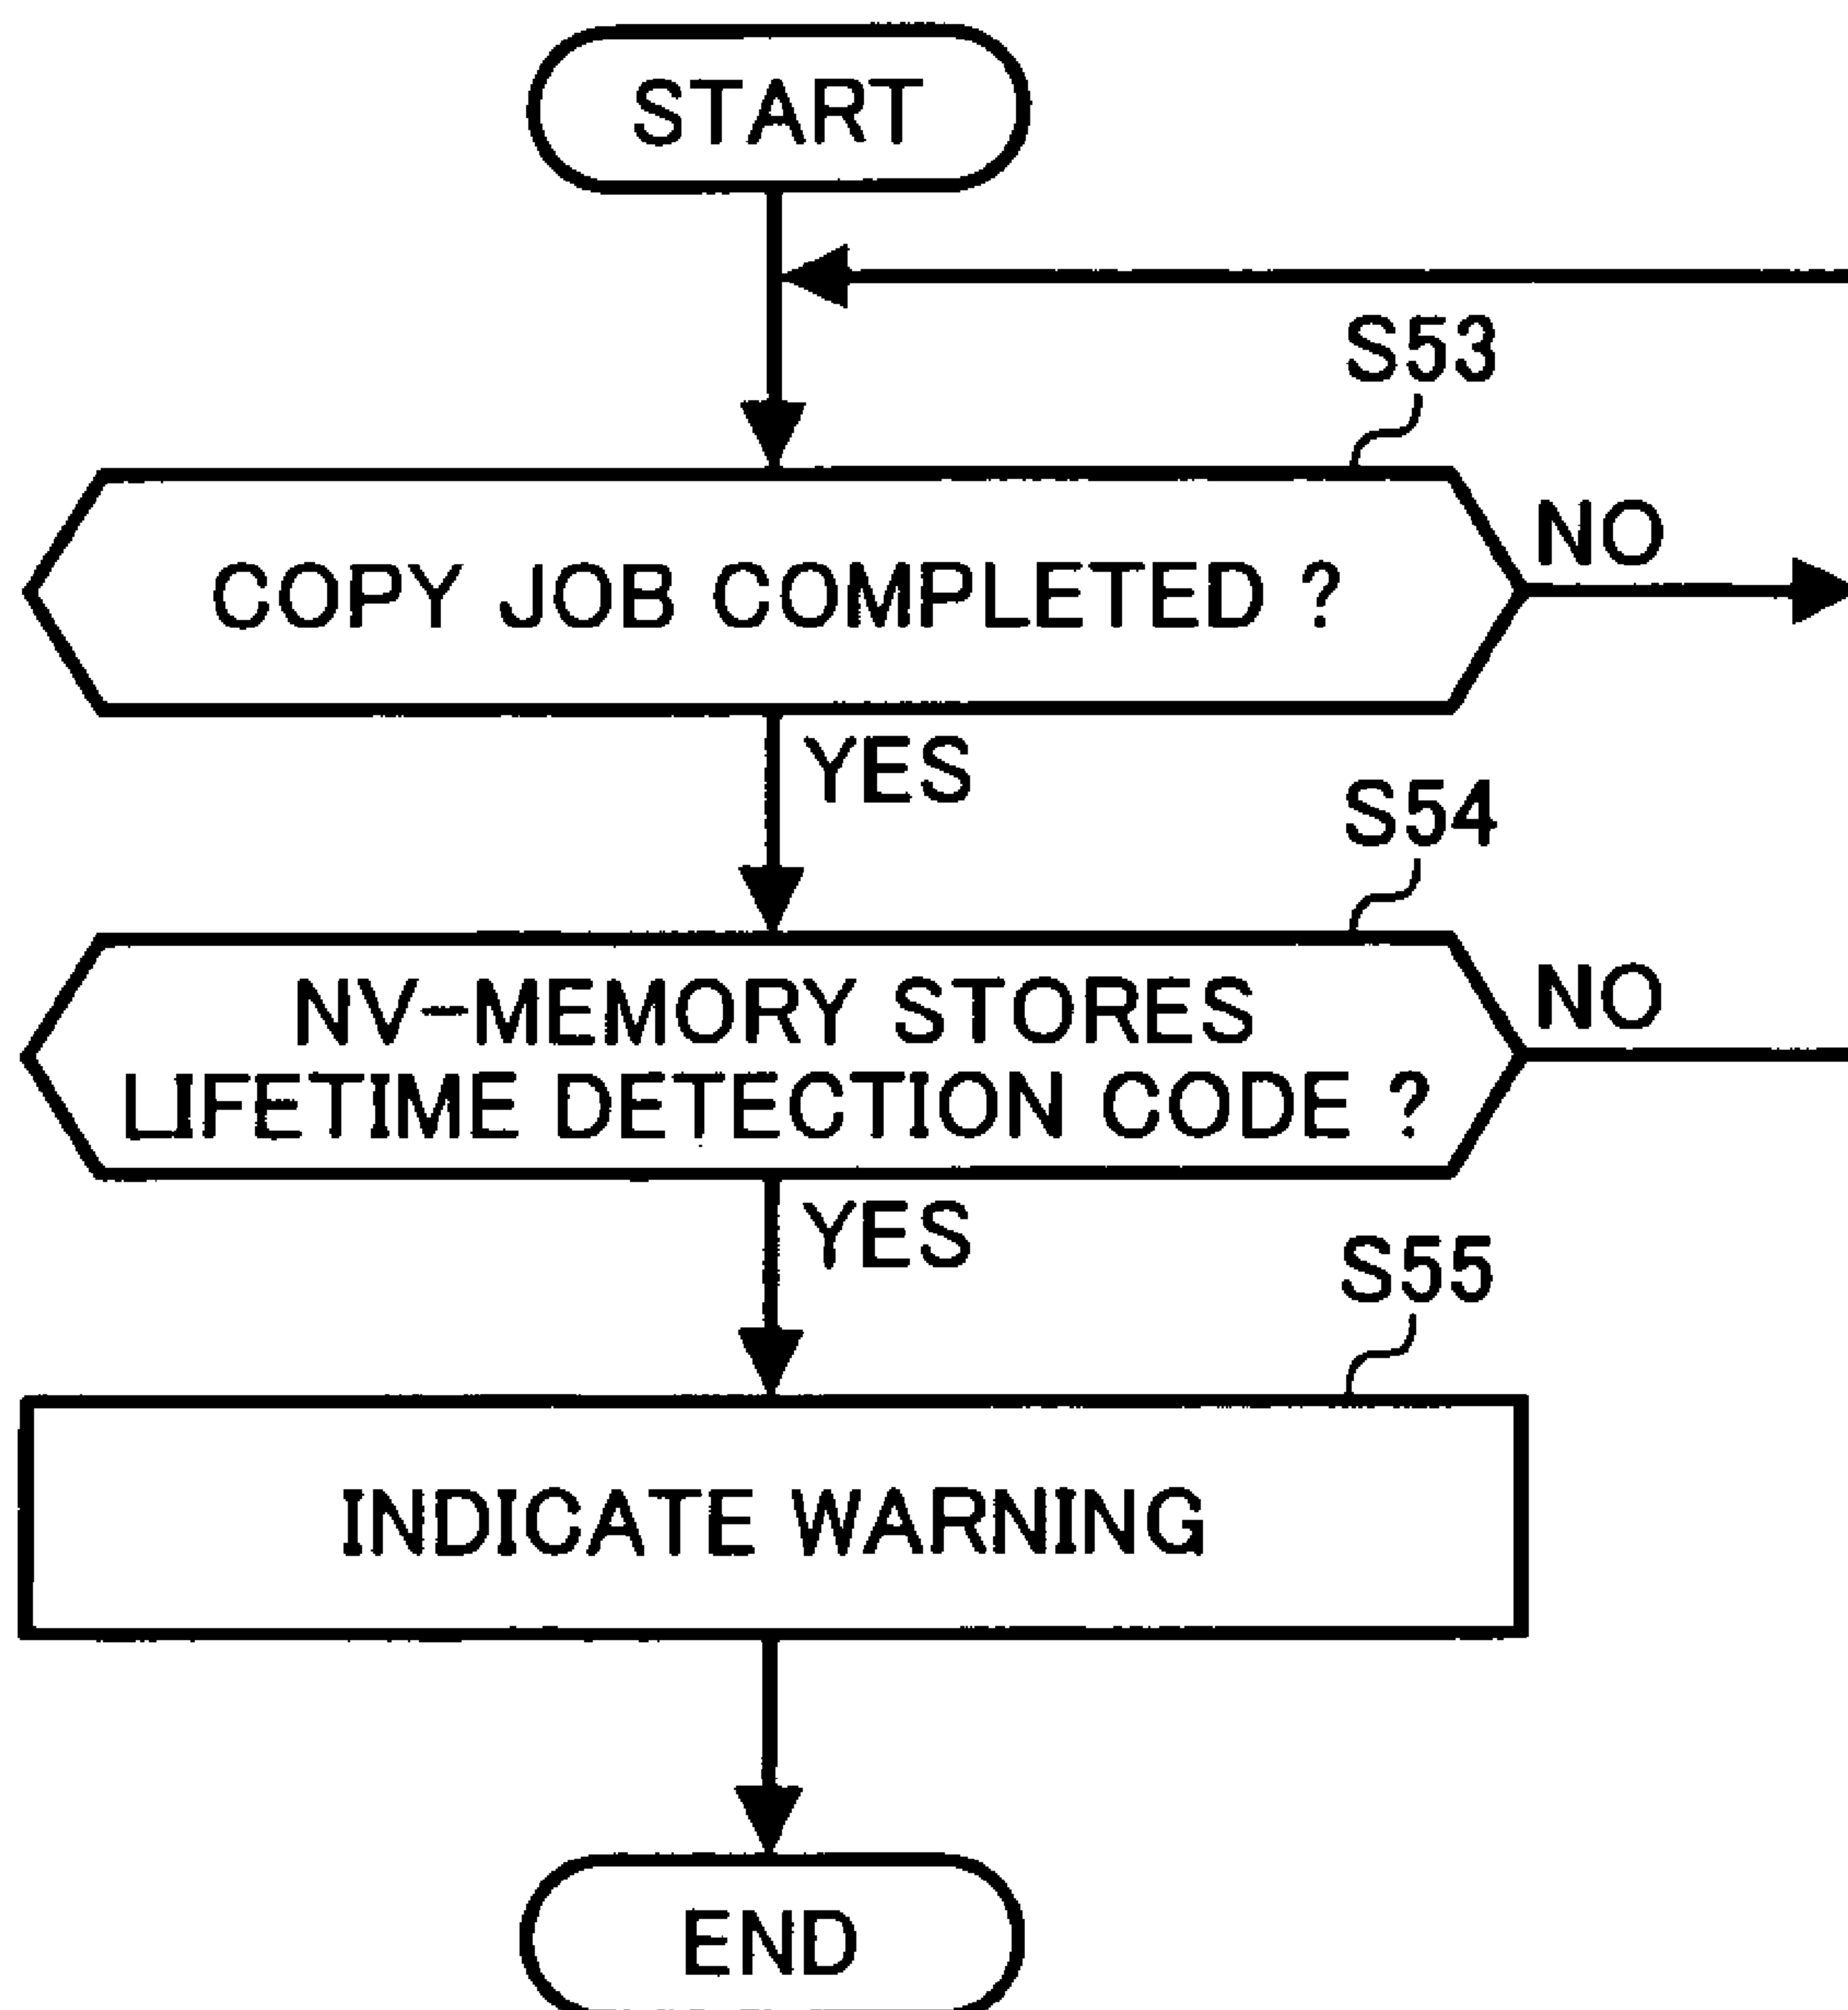 START
S53
COPY JOB COMPLETED ?
NO
YES
S54
NV-MEMORY STORES
LIFETIME DETECTION CODE ?
NO
YES
S55
INDICATE WARNING
END